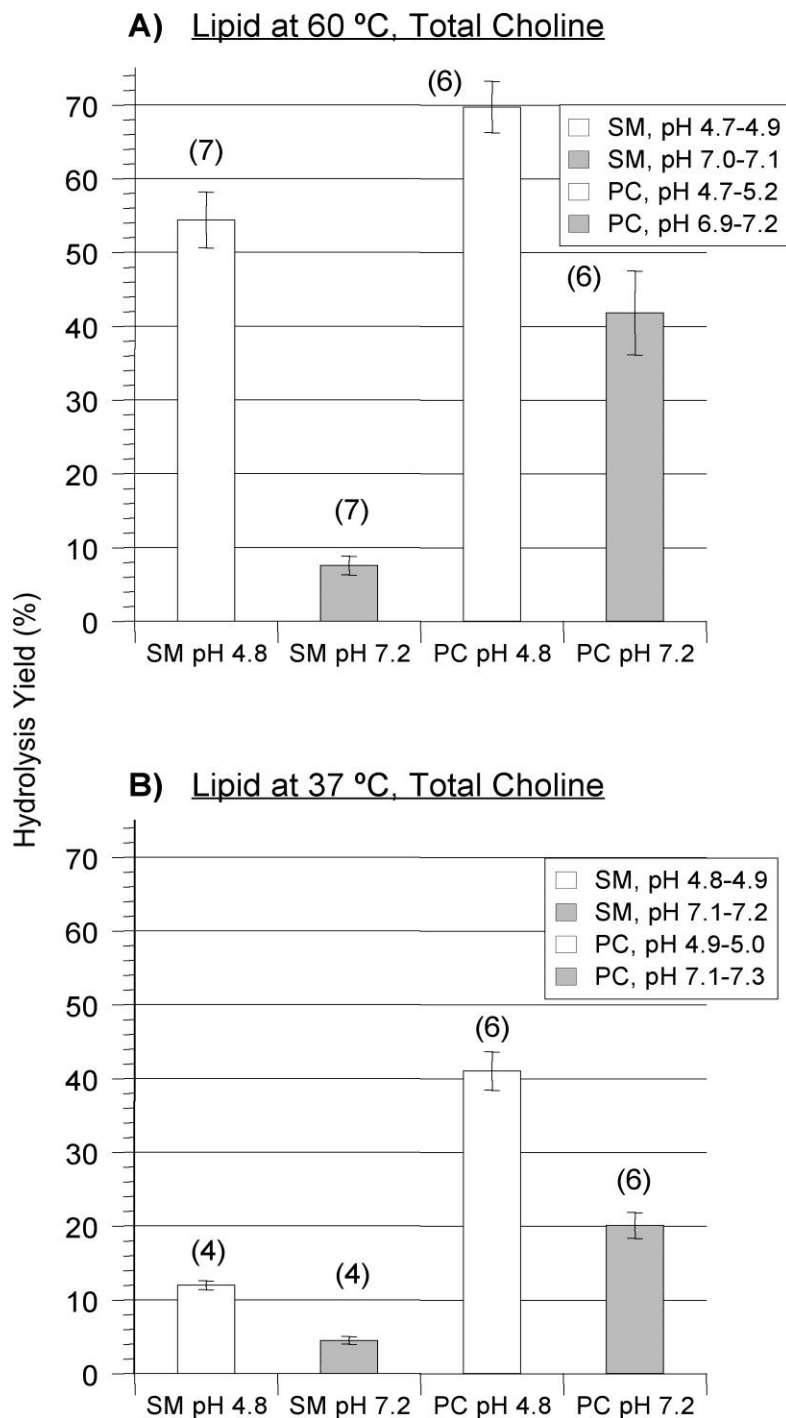 A) Lipid at 60 ºC, Total Choline
Hydrolysis Yield (%)
70
60
50
40
30
20
10
0
(7)
(7)
(6)
(6)
SM, pH 4.7-4.9
SM, pH 7.0-7.1
PC, pH 4.7-5.2
PC, pH 6.9-7.2
SM pH 4.8
SM pH 7.2
PC pH 4.8
PC pH 7.2
B) Lipid at 37 ºC, Total Choline
70
60
50
40
30
20
10
0
(4)
(4)
(6)
(6)
SM, pH 4.8-4.9
SM, pH 7.1-7.2
PC, pH 4.9-5.0
PC, pH 7.1-7.3
SM pH 4.8
SM pH 7.2
PC pH 4.8
PC pH 7.2